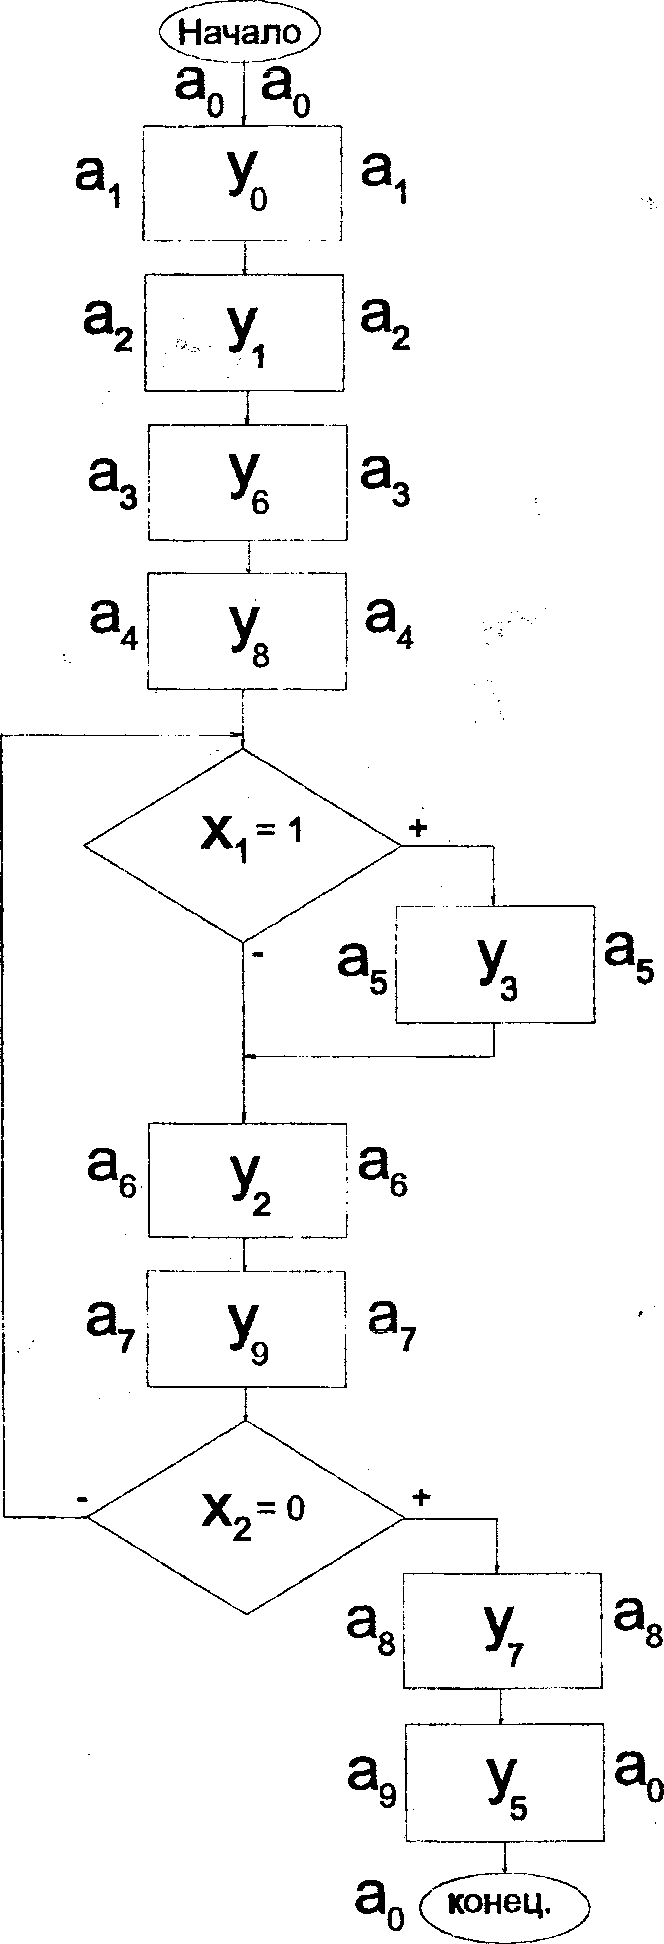 Начало
a₀ a₀
a₁ y₀ a₁
a₂ y₁ a₂
a₃ y₆ a₃
a₄ y₈ a₄
x₁ = 1 +
-
a₅ y₃ a₅
a₆ y₂ a₆
a₇ y₉ a₇
- x₂ = 0 +
a₈ y₇ a₈
a₉ y₅ a₀
a₀ конец.